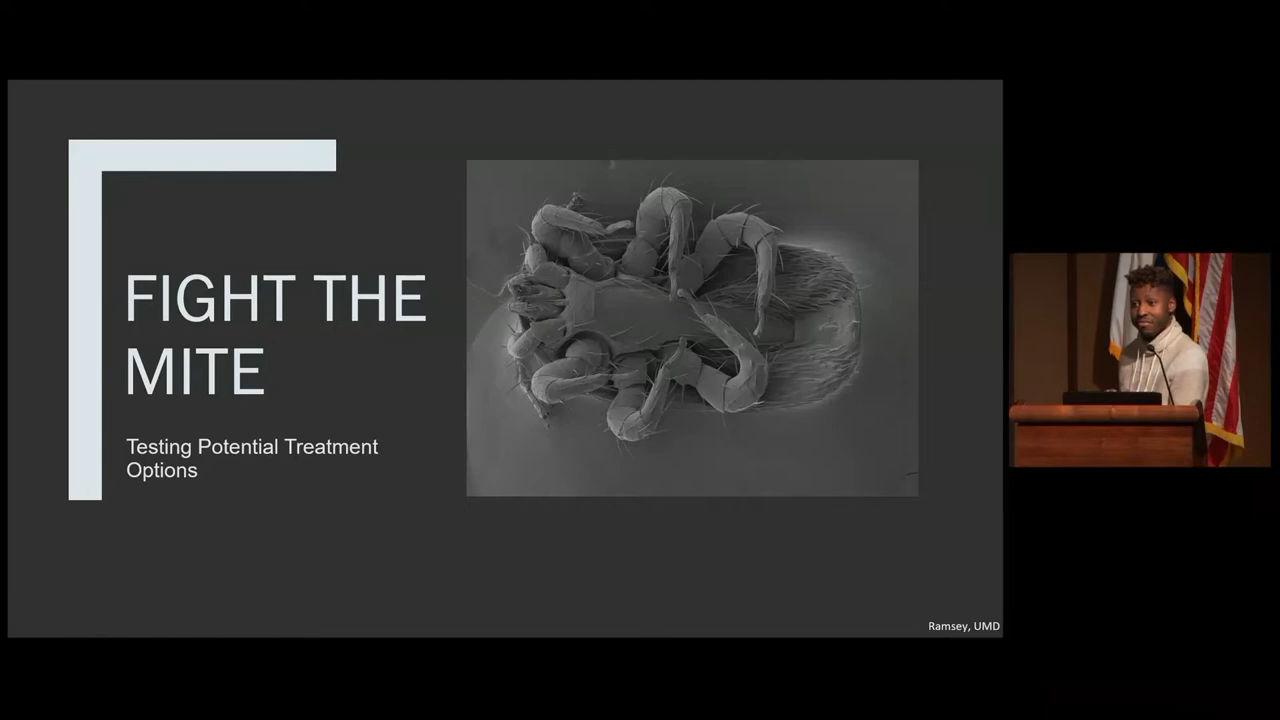 FIGHT THE
MITE
Testing Potential Treatment
Options
Ramsey, UMD